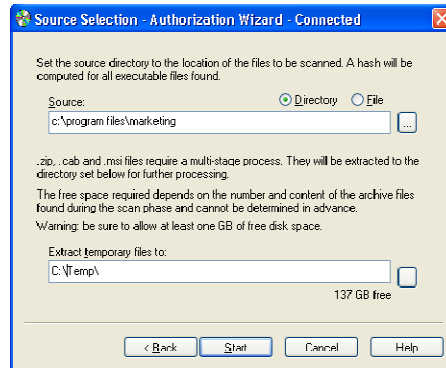 Source Selection - Authorization Wizard - Connected
Set the source directory to the location of the files to be scanned. A hash will be
computed for all executable files found.
Source:
Directory
File
c:\program files\marketing
...
.zip, .cab and .msi files require a multi-stage process. They will be extracted to the
directory set below for further processing.
The free space required depends on the number and content of the archive files
found during the scan phase and cannot be determined in advance.
Warning: be sure to allow at least one GB of free disk space.
Extract temporary files to:
C:\Temp\
137 GB free
< Back
Start
Cancel
Help